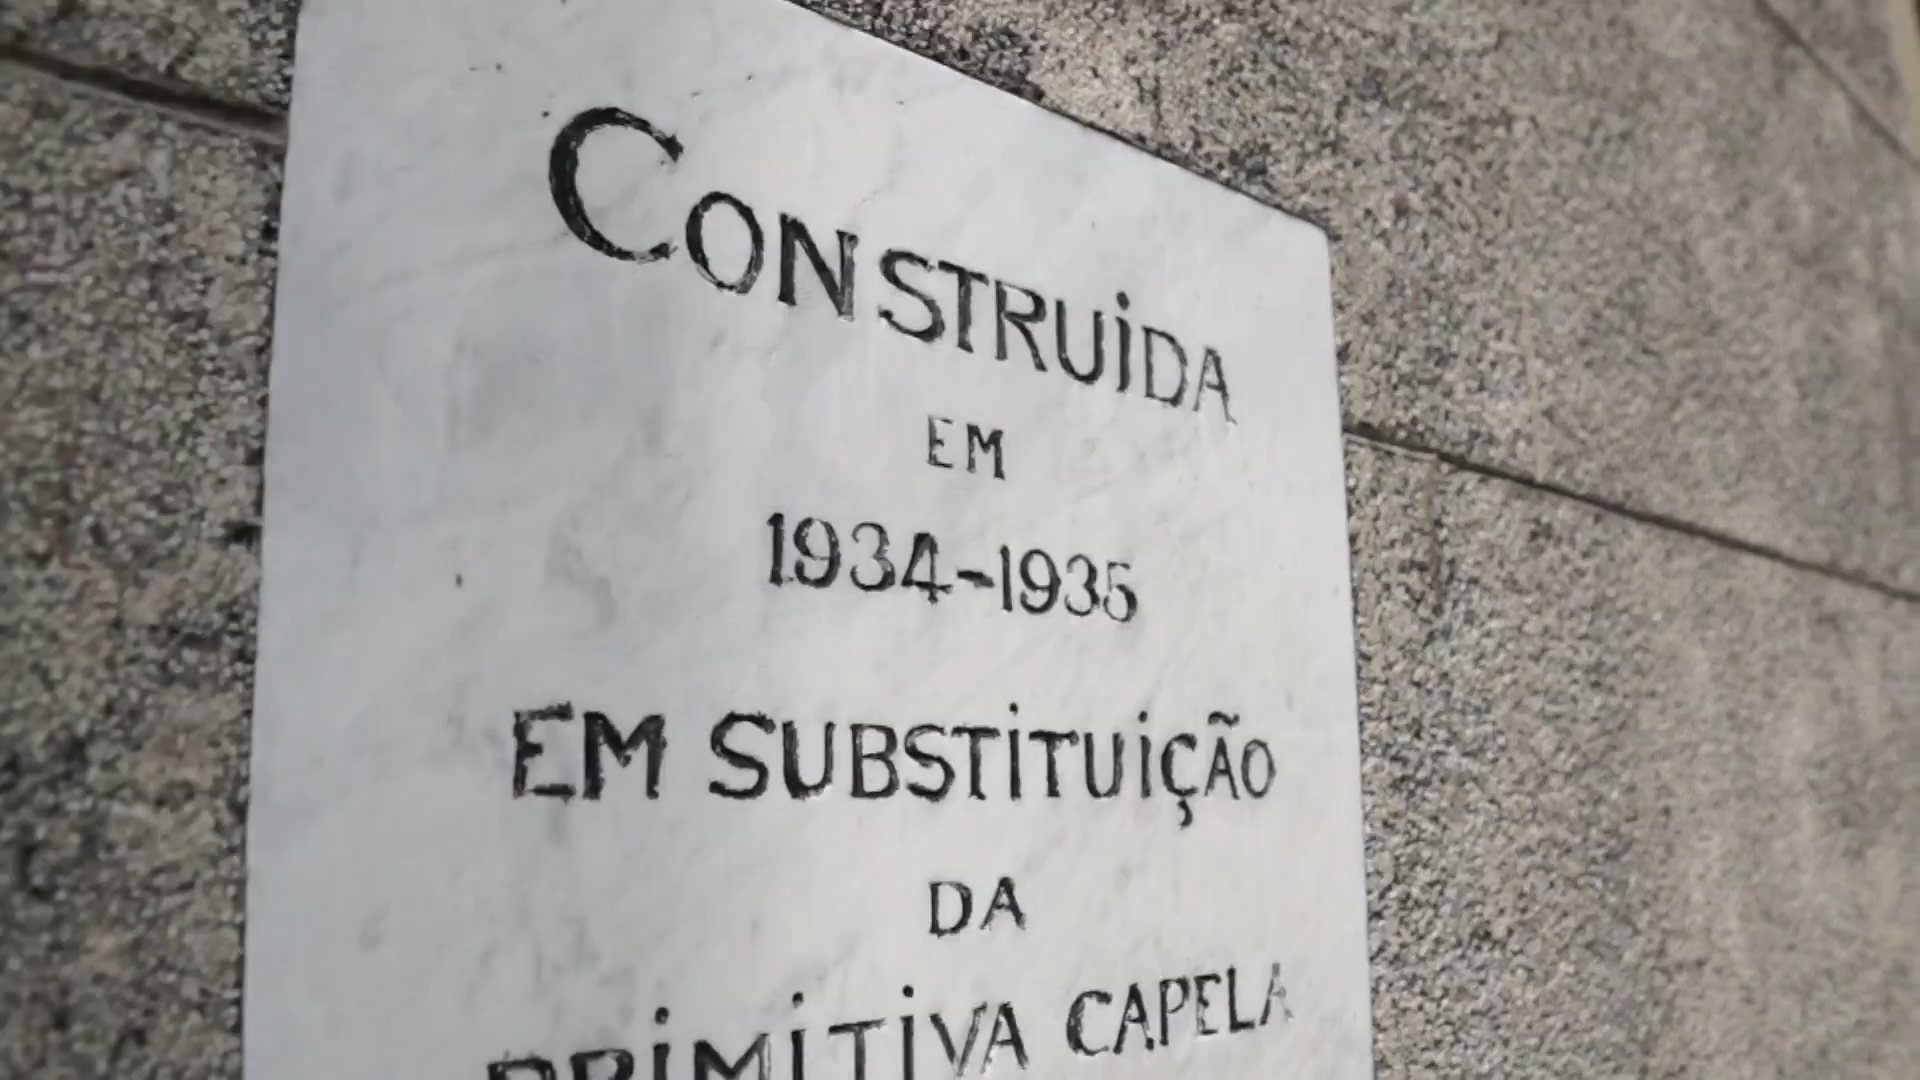 CONSTRUiDA
EM
1934-1935
EM SUBSTiTUiÇÃO
DA
PRiMiTiVA CAPELA